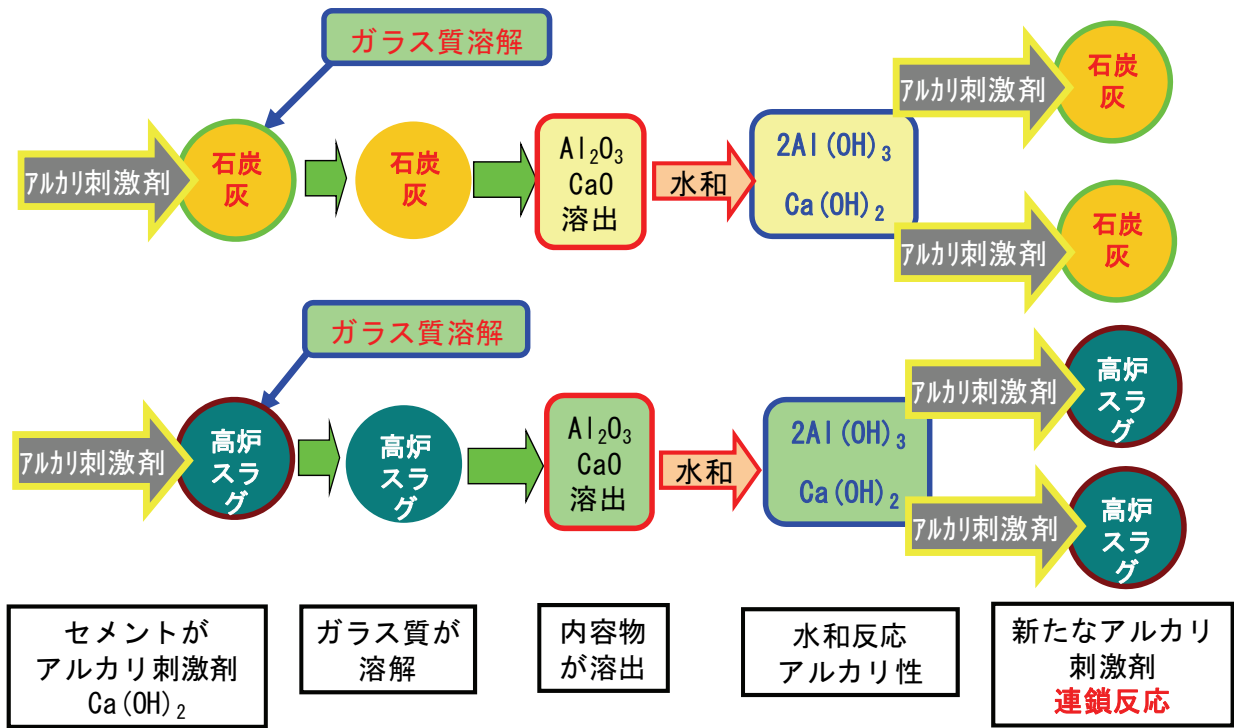 ガラス質溶解
アルカリ刺激剤
石炭
灰
石炭
灰
Al₂O₃
CaO
溶出
水和
2Al(OH)₃
Ca(OH)₂
アルカリ刺激剤
石炭
灰
アルカリ刺激剤
石炭
灰
ガラス質溶解
アルカリ刺激剤
高炉
スラ
グ
高炉
スラ
グ
Al₂O₃
CaO
溶出
水和
2Al(OH)₃
Ca(OH)₂
アルカリ刺激剤
高炉
スラ
グ
アルカリ刺激剤
高炉
スラ
グ
セメントが
アルカリ刺激剤
Ca(OH)₂
ガラス質が
溶解
内容物
が溶出
水和反応
アルカリ性
新たなアルカリ
刺激剤
連鎖反応